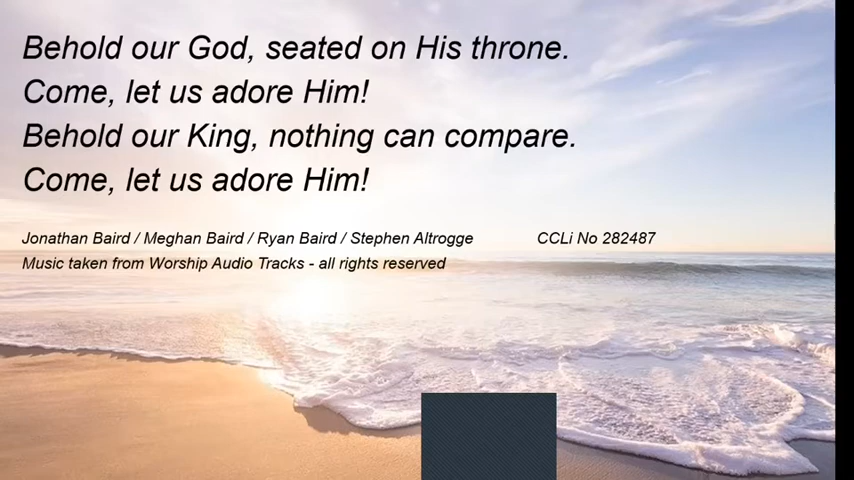 Behold our God, seated on His throne.
Come, let us adore Him!
Behold our King, nothing can compare.
Come, let us adore Him!
Jonathan Baird / Meghan Baird / Ryan Baird / Stephen Altrogge CCLi No 282487
Music taken from Worship Audio Tracks - all rights reserved